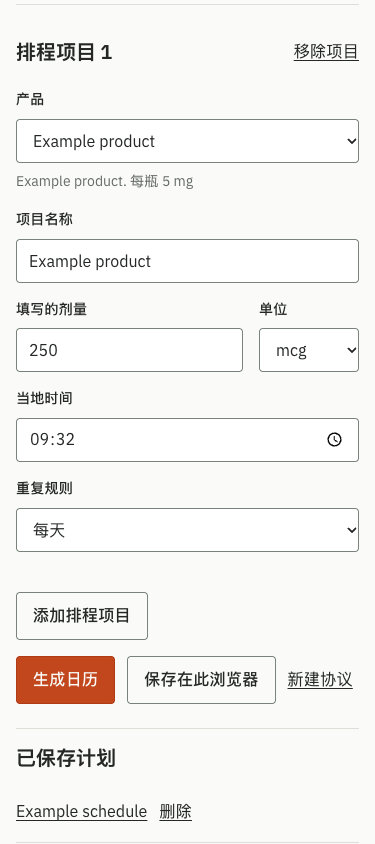 排程项目 1 移除项目
产品
Example product
Example product. 每瓶 5 mg
项目名称
Example product
填写的剂量 单位
250 mcg
当地时间
09:32
重复规则
每天
添加排程项目
生成日历 保存在此浏览器 新建协议
已保存计划
Example schedule 删除